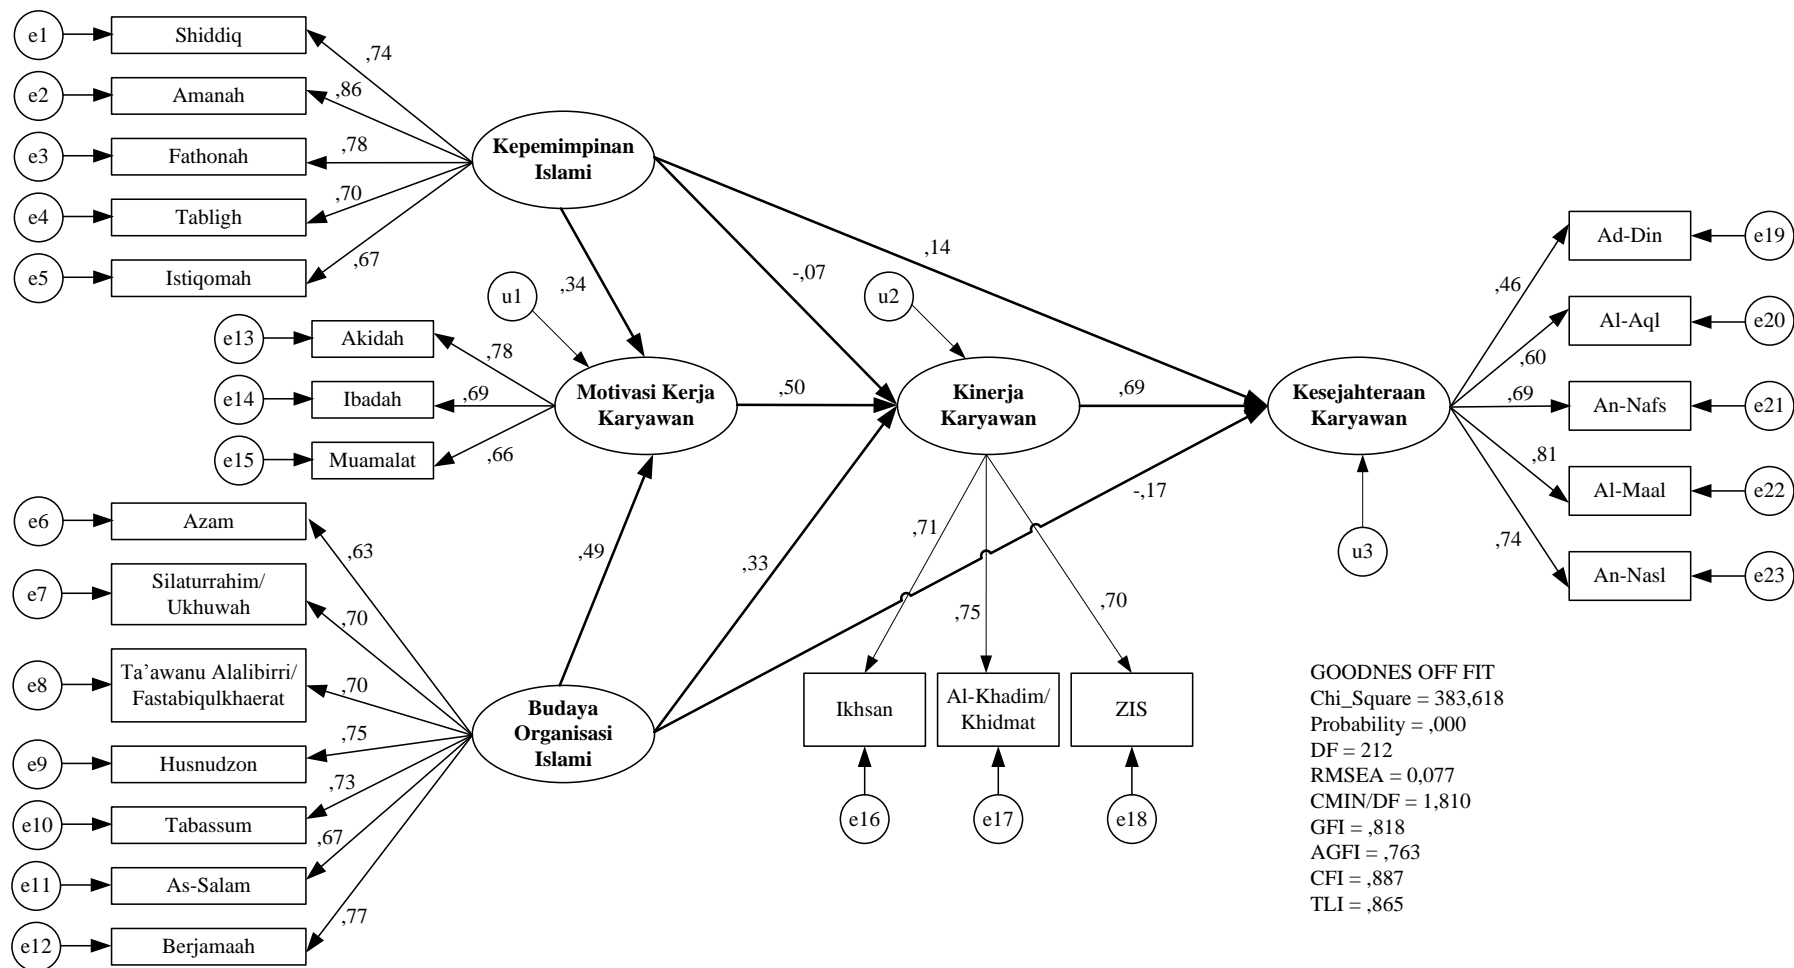 e1
Shiddiq
,74
e2
Amanah
,86
e3
Fathonah
,78
e4
Tabligh
,70
e5
Istiqomah
,67
Kepemimpinan
Islami
,34
-,07
,14
u1
u2
e13
Akidah
,78
e14
Ibadah
,69
e15
Muamalat
,66
Motivasi Kerja
Karyawan
,50
Kinerja
Karyawan
,69
Kesejahteraan
Karyawan
u3
,46
Ad-Din
e19
,60
Al-Aql
e20
,69
An-Nafs
e21
,81
Al-Maal
e22
,74
An-Nasl
e23
e6
Azam
,63
e7
Silaturrahim/
Ukhuwah
,70
e8
Ta’awanu Alalibirri/
Fastabiqulkhaerat
,70
e9
Husnudzon
,75
e10
Tabassum
,73
e11
As-Salam
,67
e12
Berjamaah
,77
Budaya
Organisasi
Islami
,49
,33
-,17
,71
,75
,70
Ikhsan
Al-Khadim/
Khidmat
ZIS
e16
e17
e18
GOODNES OFF FIT
Chi_Square = 383,618
Probability = ,000
DF = 212
RMSEA = 0,077
CMIN/DF = 1,810
GFI = ,818
AGFI = ,763
CFI = ,887
TLI = ,865